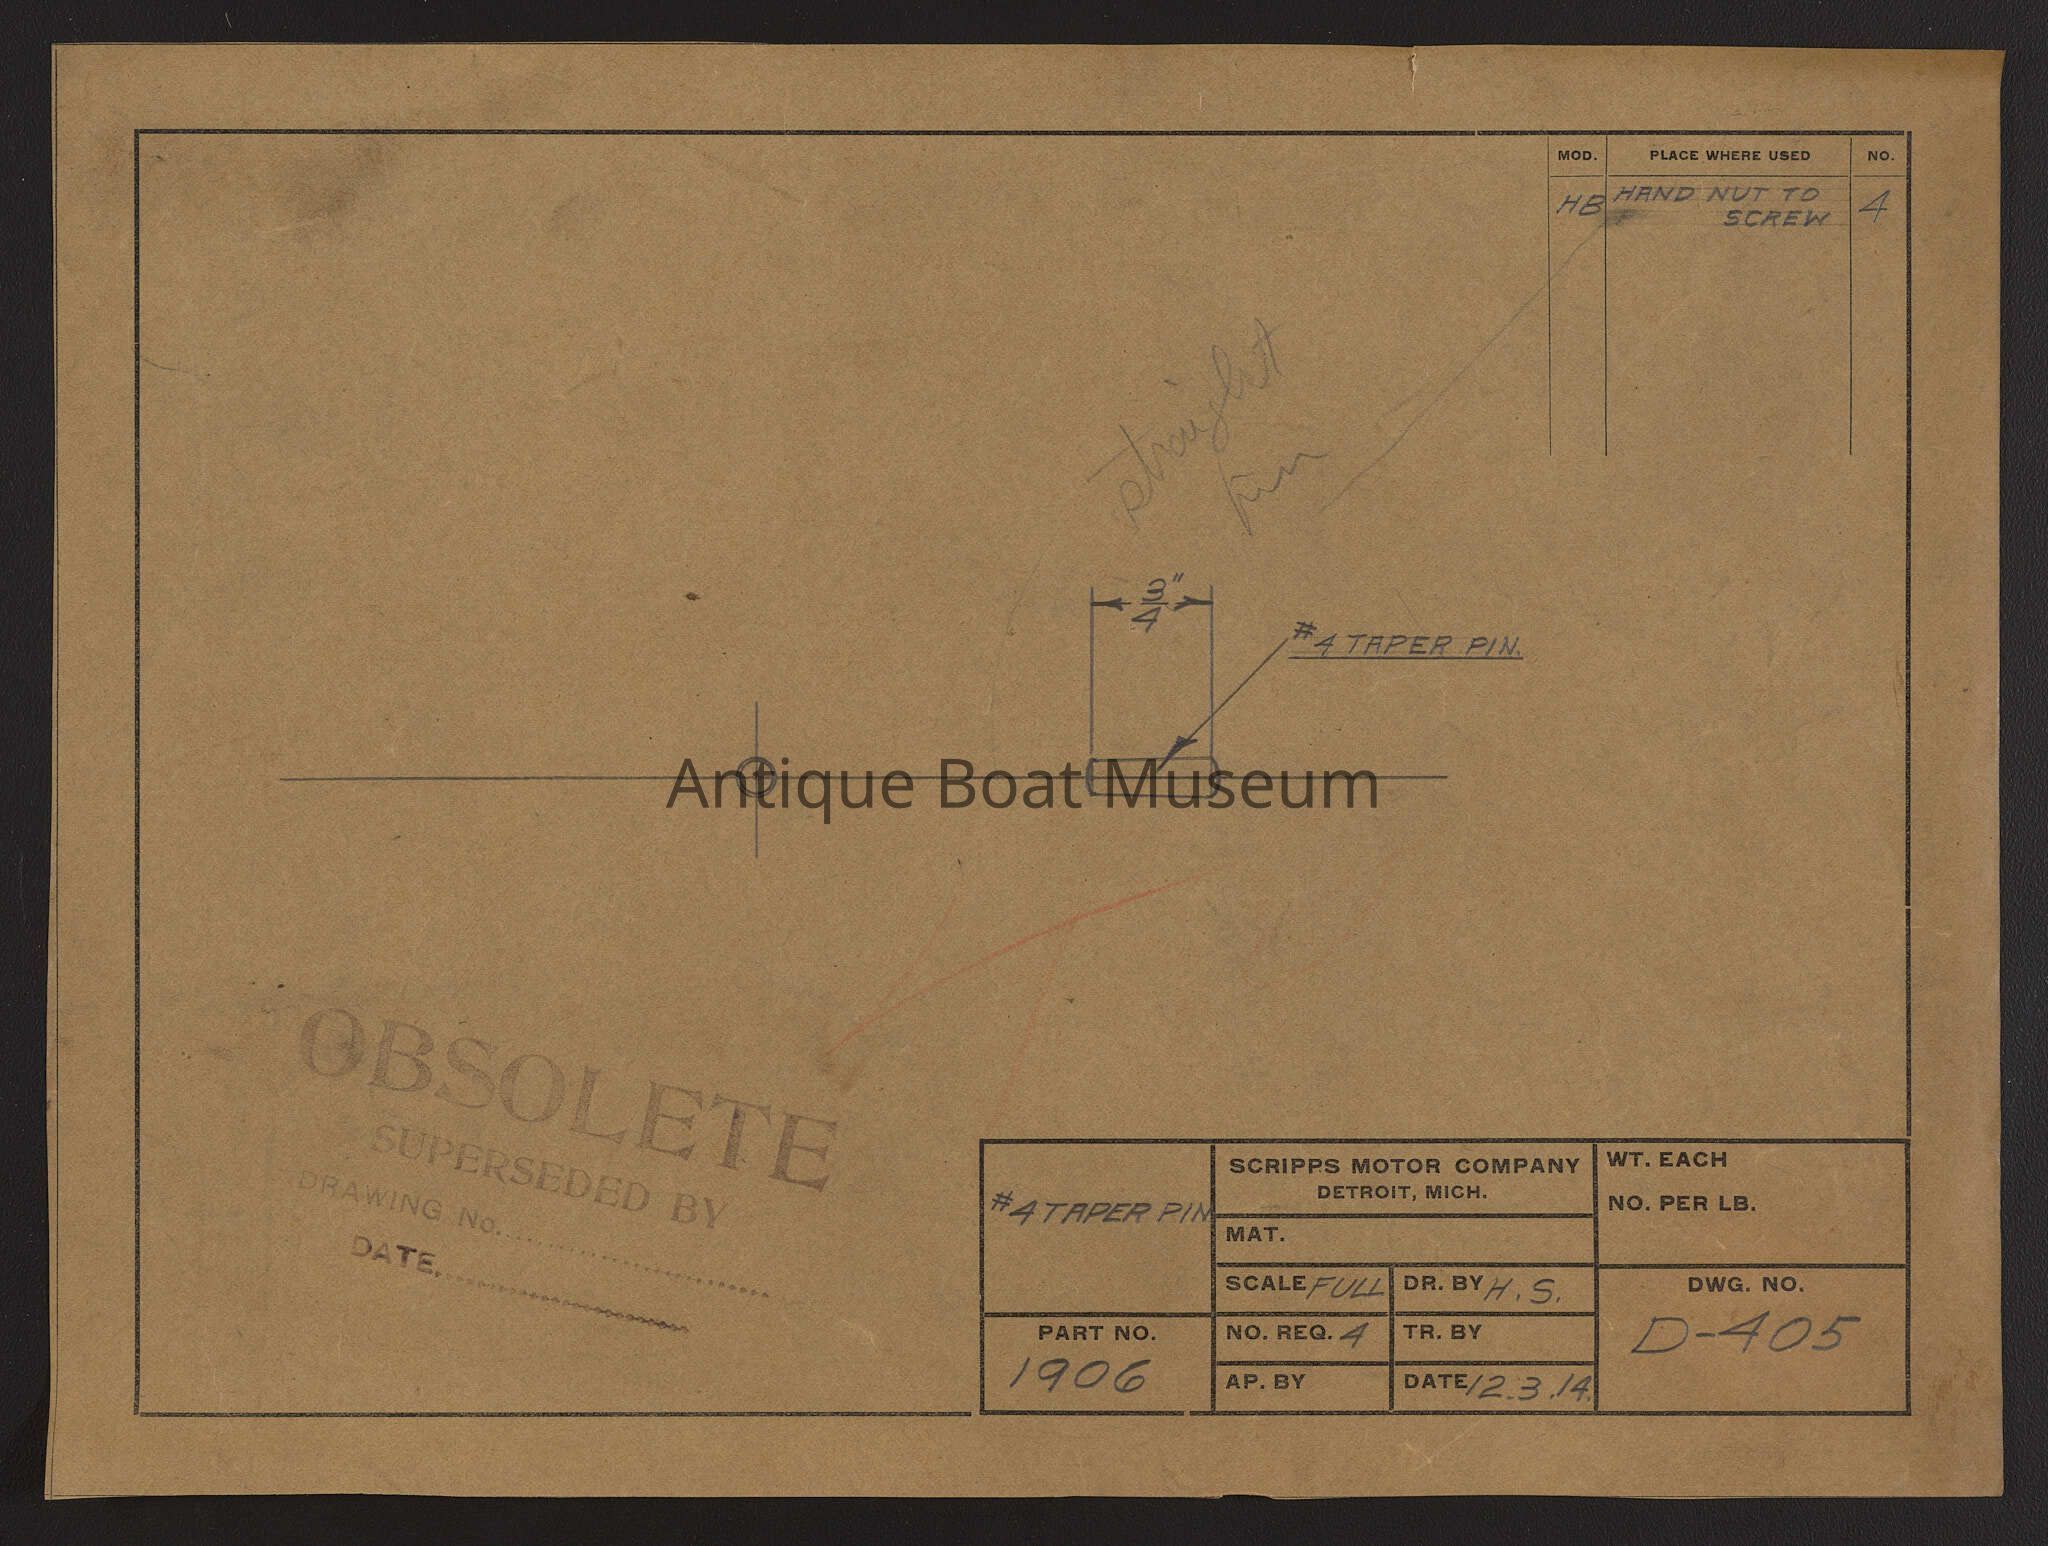 MOD. PLACE WHERE USED NO.
HB HAND NUT TO SCREW 4
straight
pin
3/4"
#4 TAPER PIN.
Antique Boat Museum
OBSOLETE
SUPERSEDED BY
DRAWING No.
DATE
#4 TAPER PIN
PART NO.
1906
SCRIPPS MOTOR COMPANY
DETROIT, MICH.
MAT.
SCALE FULL
DR. BY H. S.
NO. REQ. 4
TR. BY
AP. BY
DATE 12.3.14.
WT. EACH
NO. PER LB.
DWG. NO.
D-405